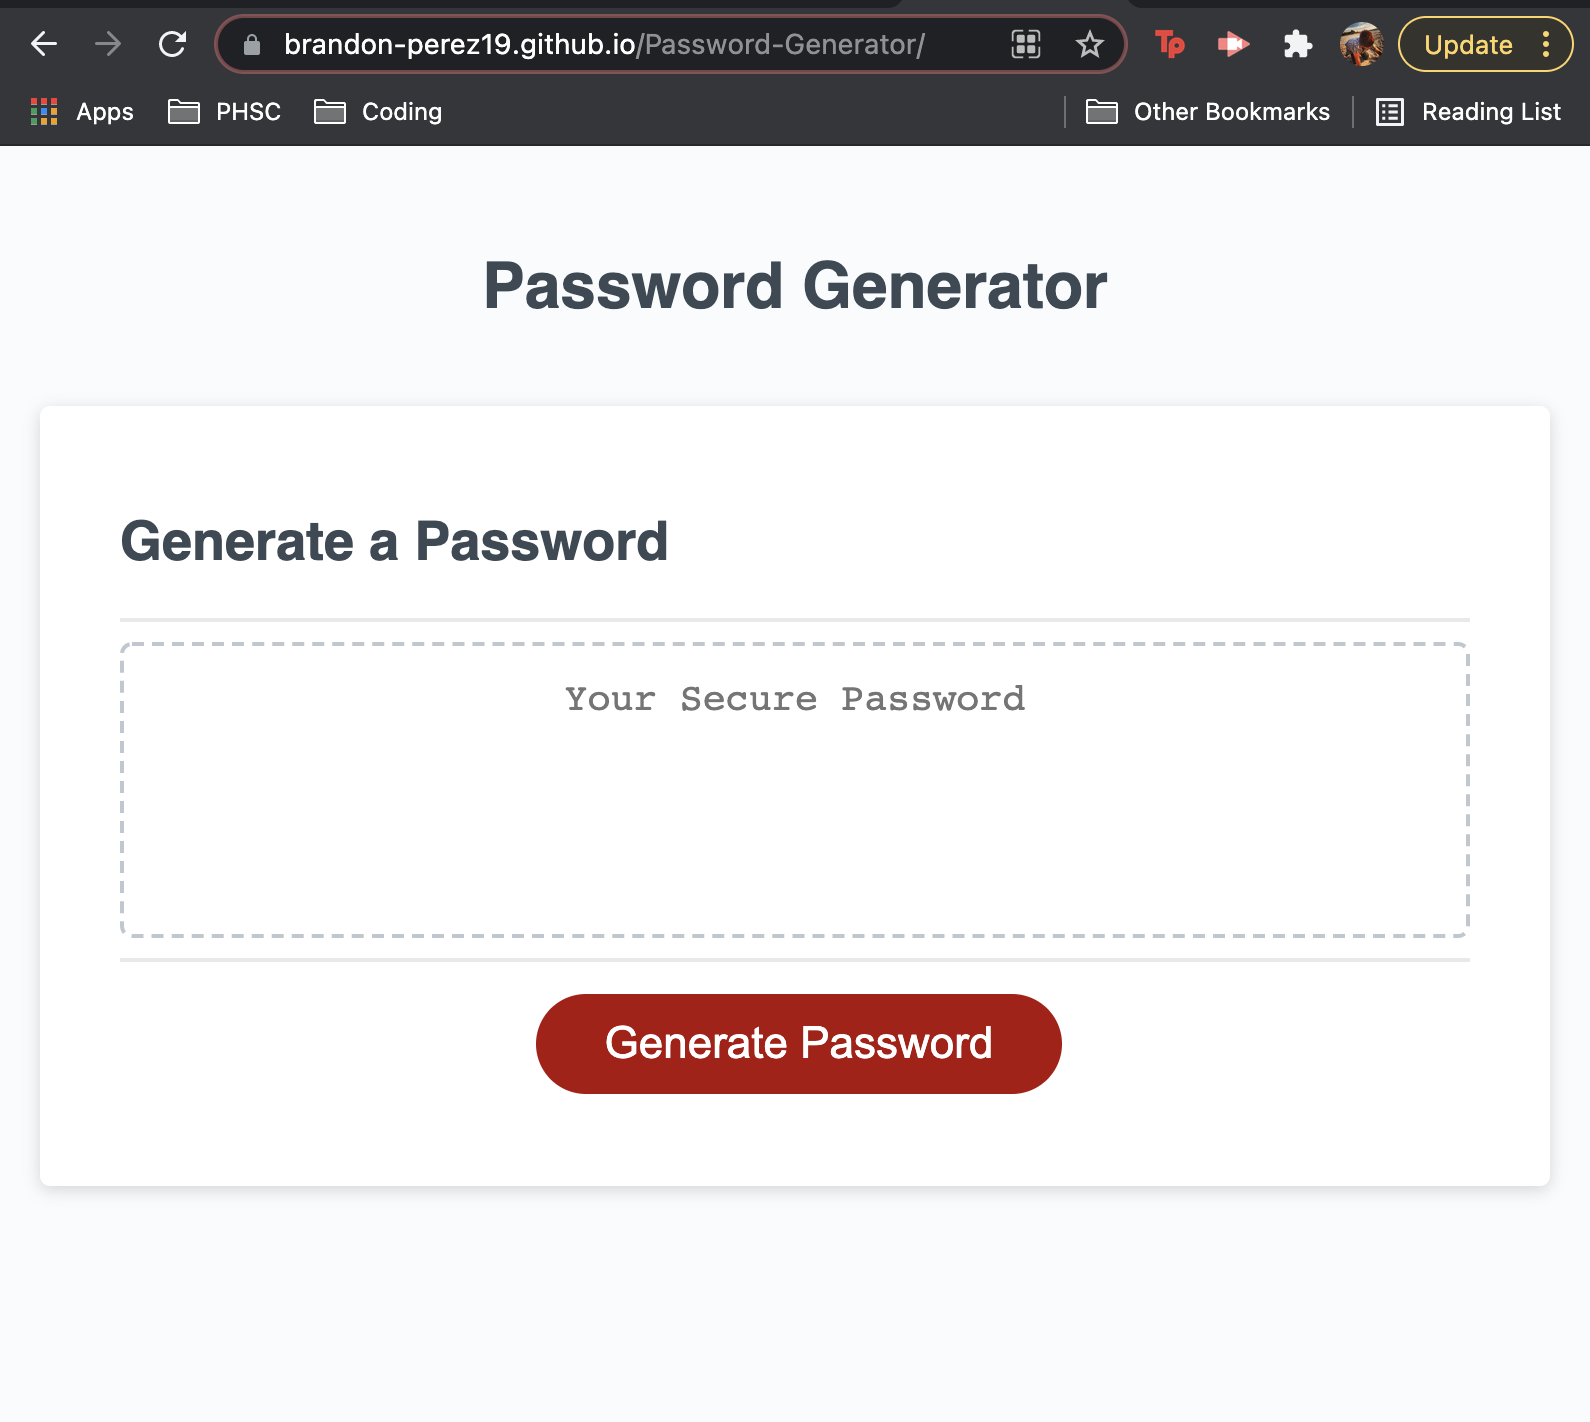 brandon-perez19.github.io/Password-Generator/
Tp
Update
Apps
PHSC
Coding
Other Bookmarks
Reading List
Password Generator
Generate a Password
Your Secure Password
Generate Password